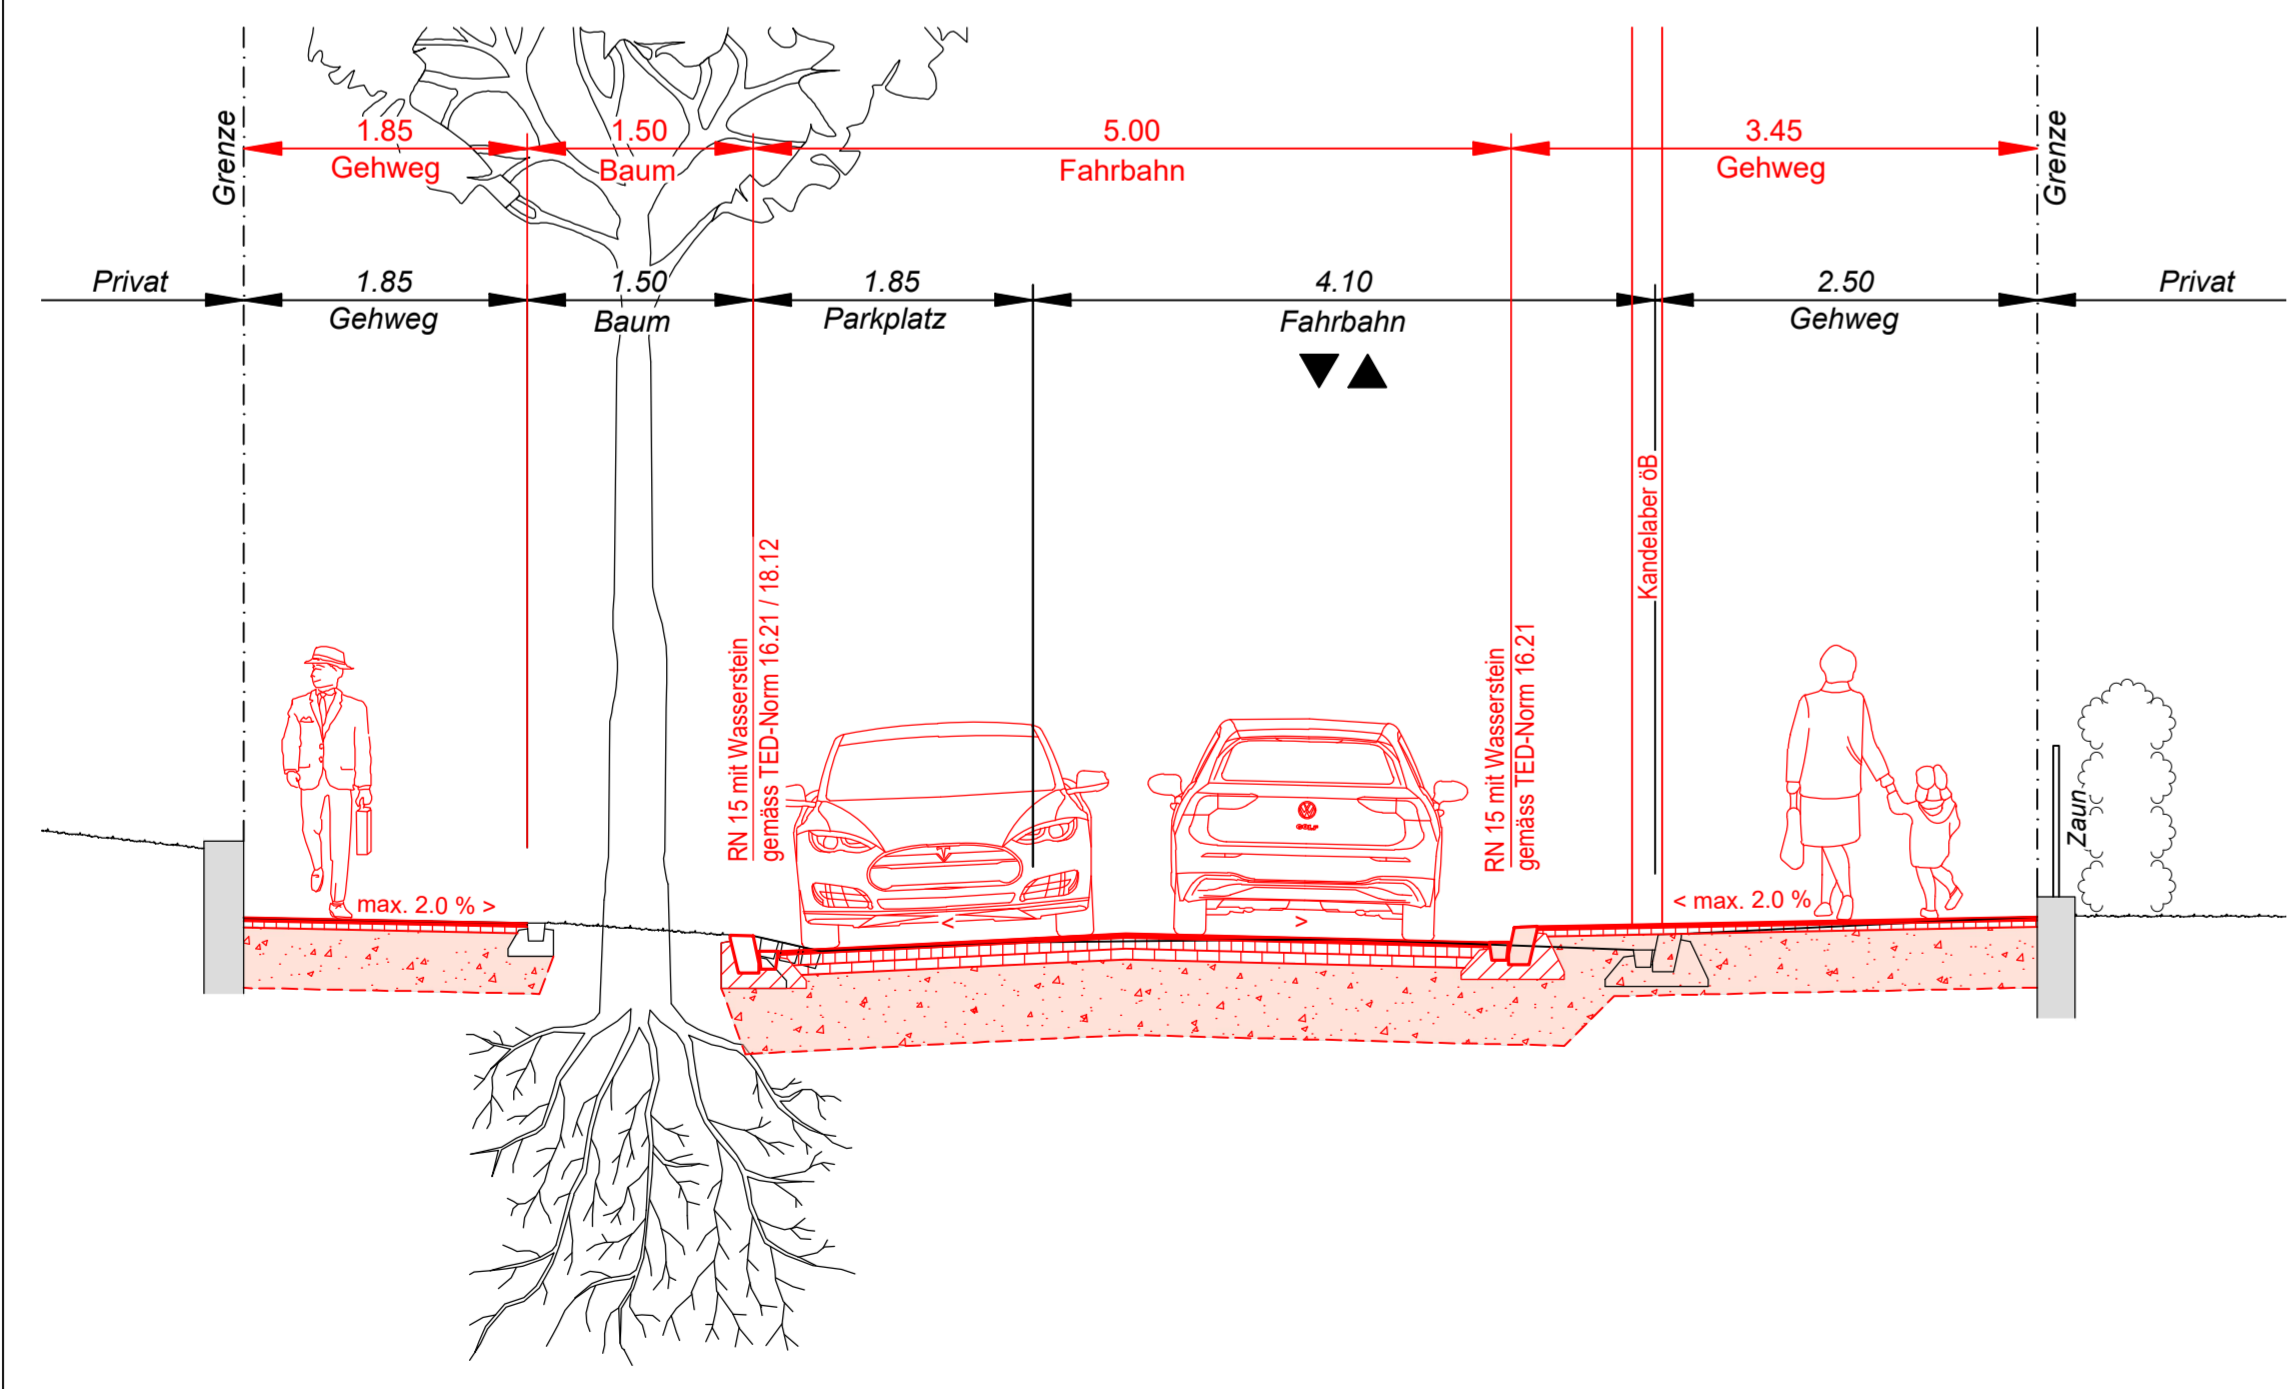 Grenze
1.85
Gehweg
1.50
Baum
5.00
Fahrbahn
3.45
Gehweg
Grenze
Privat
1.85
Gehweg
1.50
Baum
1.85
Parkplatz
4.10
Fahrbahn
2.50
Gehweg
Privat
Kandelaber öB
RN 15 mit Wasserstein
gemäss TED-Norm 16.21 / 18.12
RN 15 mit Wasserstein
gemäss TED-Norm 16.21
GOLF
Zaun
max. 2.0 % >
<
>
< max. 2.0 %